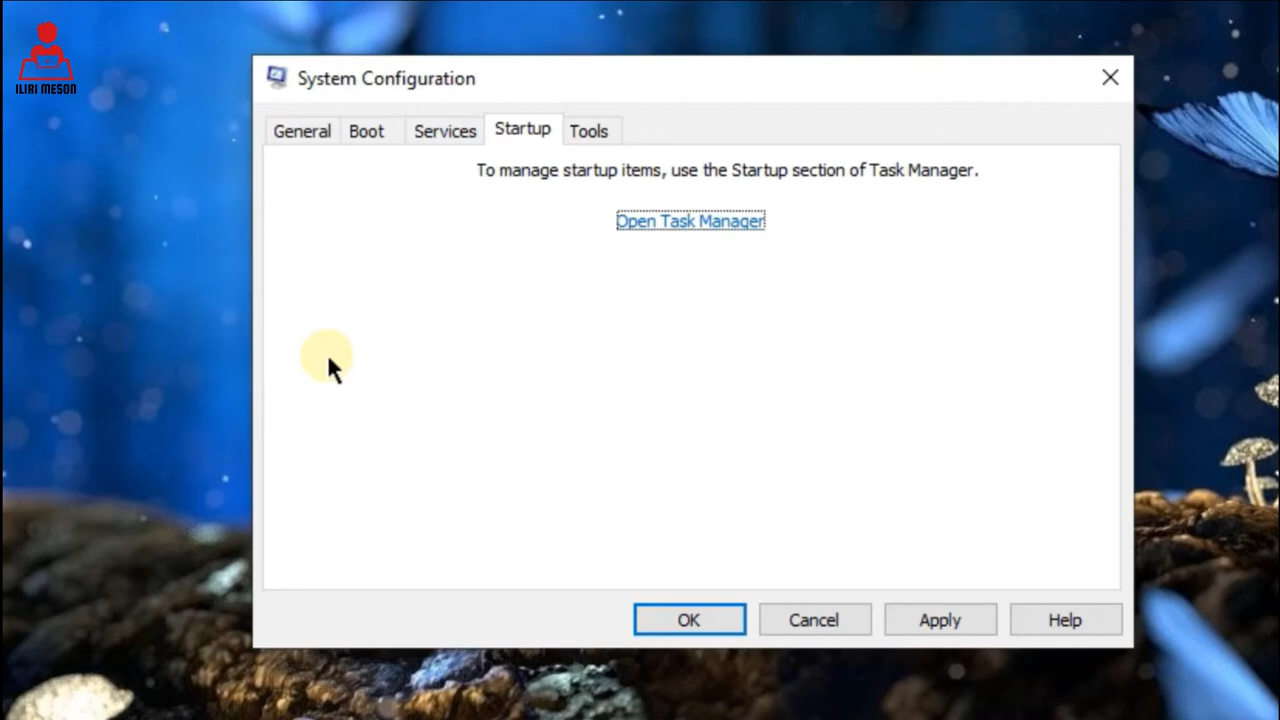 ILIRI MESON
System Configuration
General Boot Services Startup Tools
To manage startup items, use the Startup section of Task Manager.
Open Task Manager
OK Cancel Apply Help